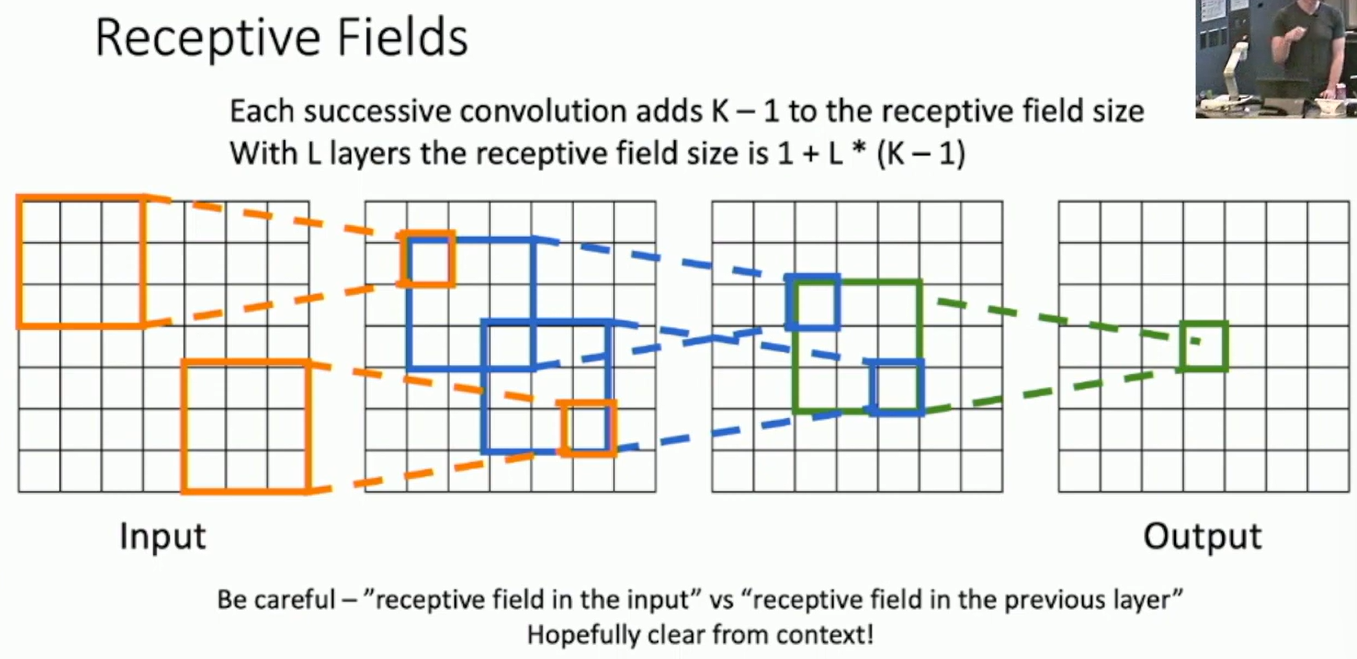 Receptive Fields
Each successive convolution adds K – 1 to the receptive field size
With L layers the receptive field size is 1 + L * (K – 1)
Input
Output
Be careful – ”receptive field in the input” vs “receptive field in the previous layer”
Hopefully clear from context!